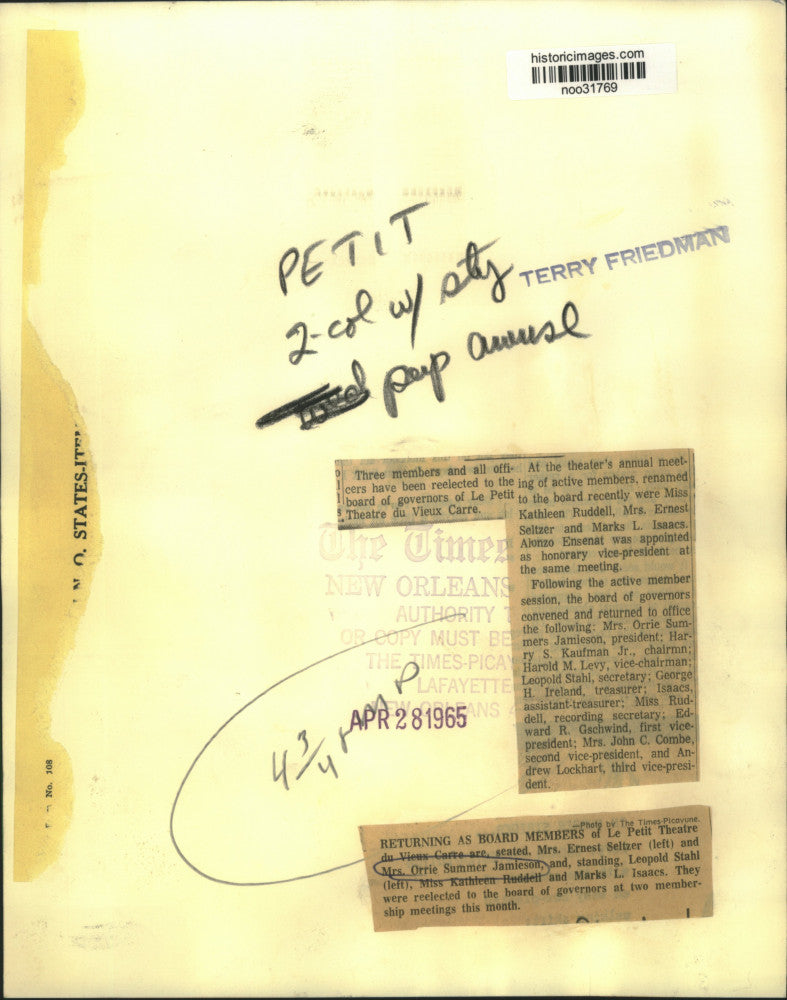 historicimages.com
noo31769
PETIT
2-col w/ sty
TERRY FRIEDMAN
pap amusel
N. O. STATES-ITE
No. 108
Three members and all offi-
cers have been reelected to the
board of governors of Le Petit
Theatre du Vieux Carre.
At the theater's annual meet-
ing of active members, renamed
to the board recently were Miss
Kathleen Ruddell, Mrs. Ernest
Seltzer and Marks L. Isaacs.
Alonzo Ensenat was appointed
as honorary vice-president at
the same meeting.
Following the active member
session, the board of governors
convened and returned to office
the following: Mrs. Orrie Sum-
mers Jamieson, president; Har-
ry S. Kaufman Jr., chairmn;
Harold M. Levy, vice-chairman;
Leopold Stahl, secretary; George
H. Ireland, treasurer; Isaacs,
assistant-treasurer; Miss Rud-
dell, recording secretary; Ed-
ward R. Gschwind, first vice-
president; Mrs. John C. Combe,
second vice-president, and An-
drew Lockhart, third vice-presi-
dent.
The Times
NEW ORLEANS
AUTHORITY T
OR COPY MUST BE
THE TIMES-PICAY
LAFAYETTE
NEW ORLEANS
APR 28 1965
4 3/4
—Photo by The Times-Picayune.
RETURNING AS BOARD MEMBERS of Le Petit Theatre
du Vieux Carre are, seated, Mrs. Ernest Seltzer (left) and
Mrs. Orrie Summer Jamieson, and, standing, Leopold Stahl
(left), Miss Kathleen Ruddell and Marks L. Isaacs. They
were reelected to the board of governors at two member-
ship meetings this month.